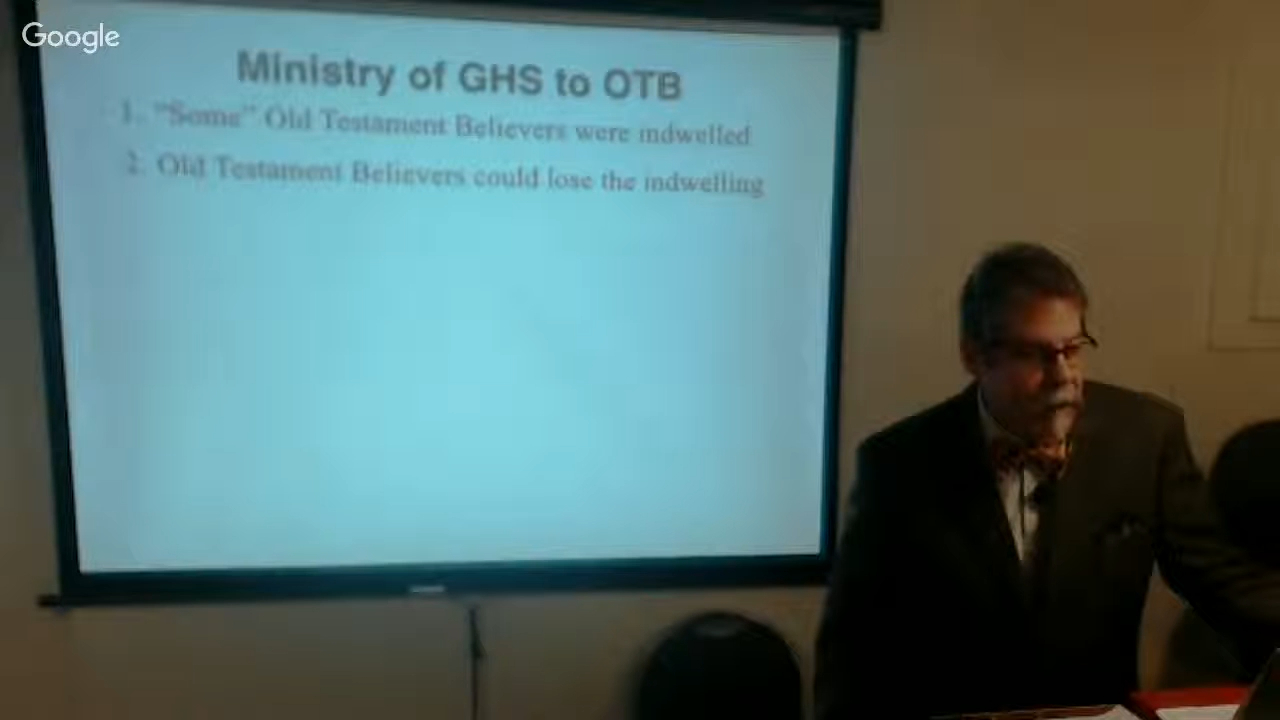 Google
Ministry of GHS to OTB
1. "Some" Old Testament Believers were indwelled
2. Old Testament Believers could lose the indwelling